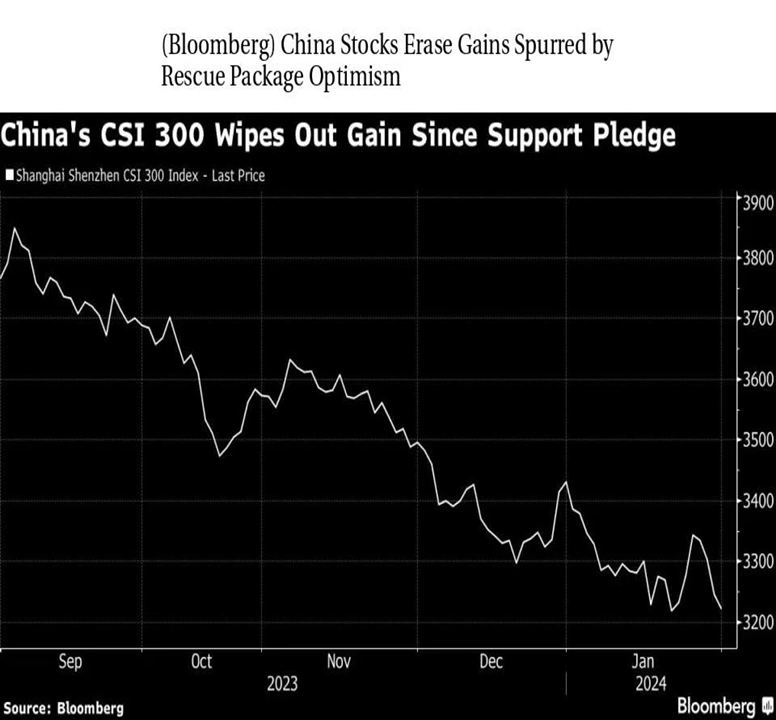 (Bloomberg) China Stocks Erase Gains Spurred by
Rescue Package Optimism
China's CSI 300 Wipes Out Gain Since Support Pledge
Shanghai Shenzhen CSI 300 Index - Last Price
3900
3800
3700
3600
3500
3400
3300
3200
Sep Oct Nov Dec Jan
2023 2024
Source: Bloomberg
Bloomberg